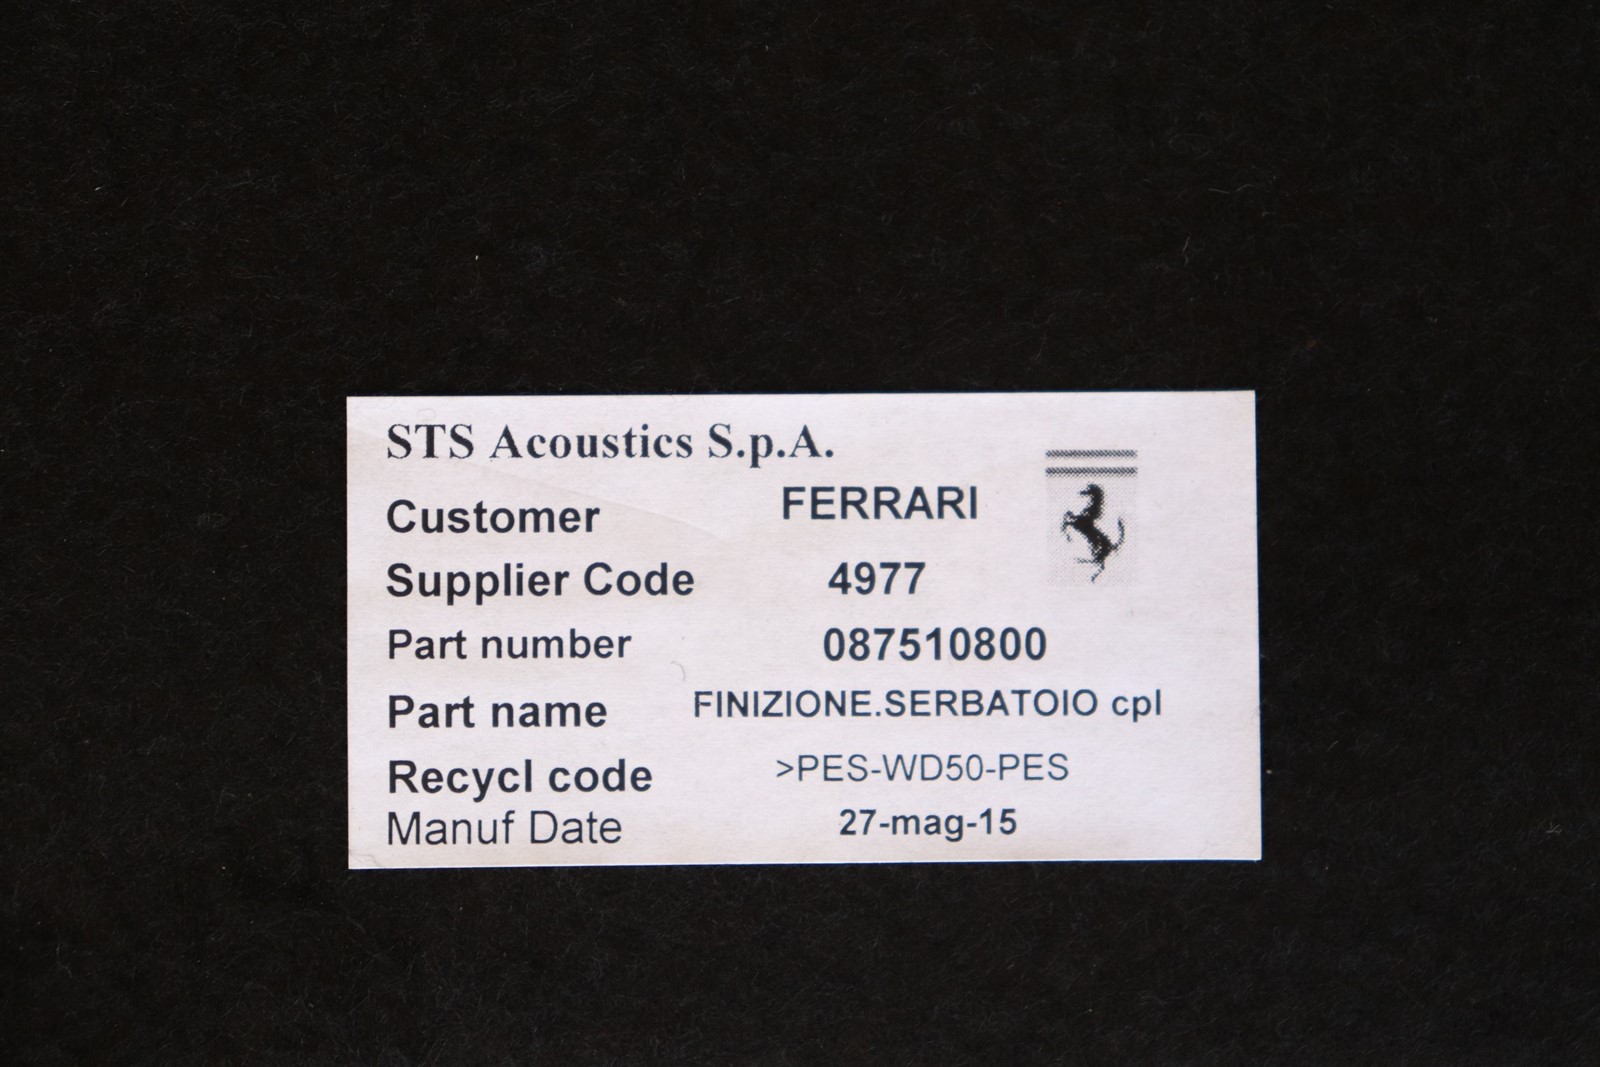 STS Acoustics S.p.A.
Customer FERRARI
Supplier Code 4977
Part number 087510800
Part name FINIZIONE.SERBATOIO cpl
Recycl code >PES-WD50-PES
Manuf Date 27-mag-15